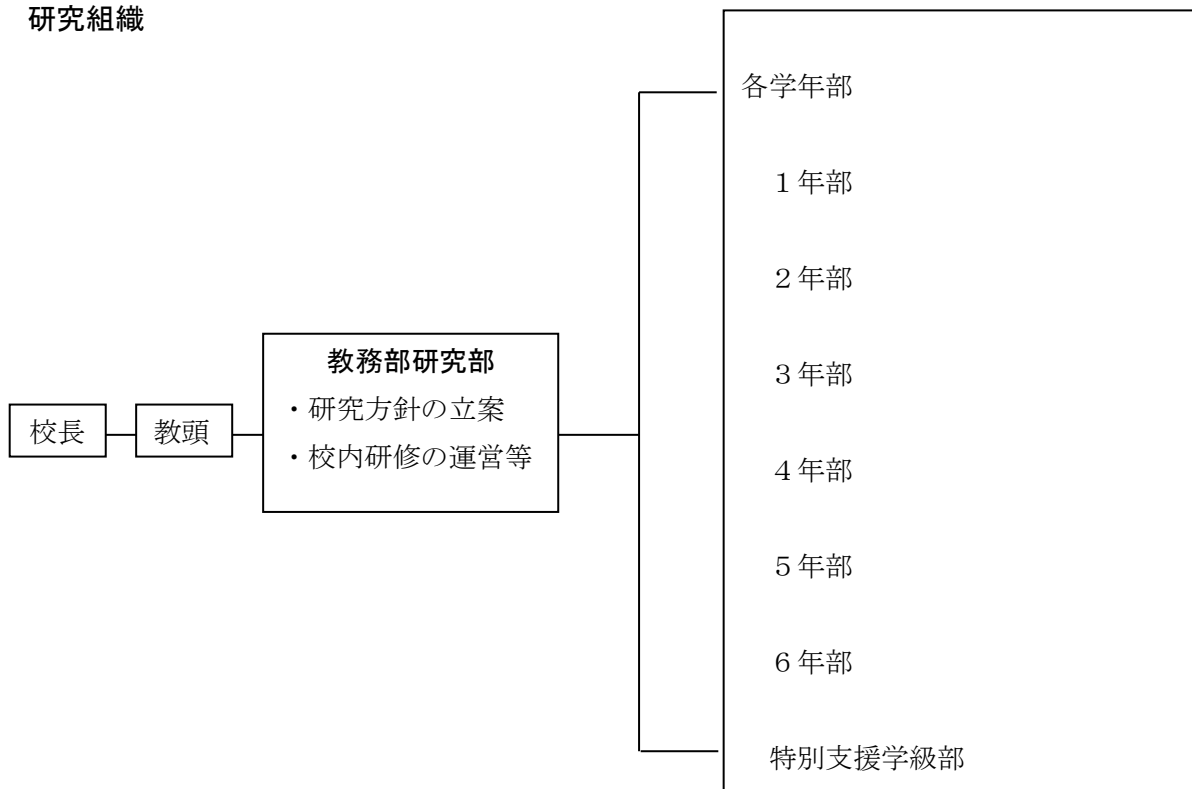 研究組織
校長
教頭
教務部研究部
・研究方針の立案
・校内研修の運営等
各学年部
１年部
２年部
３年部
４年部
５年部
６年部
特別支援学級部